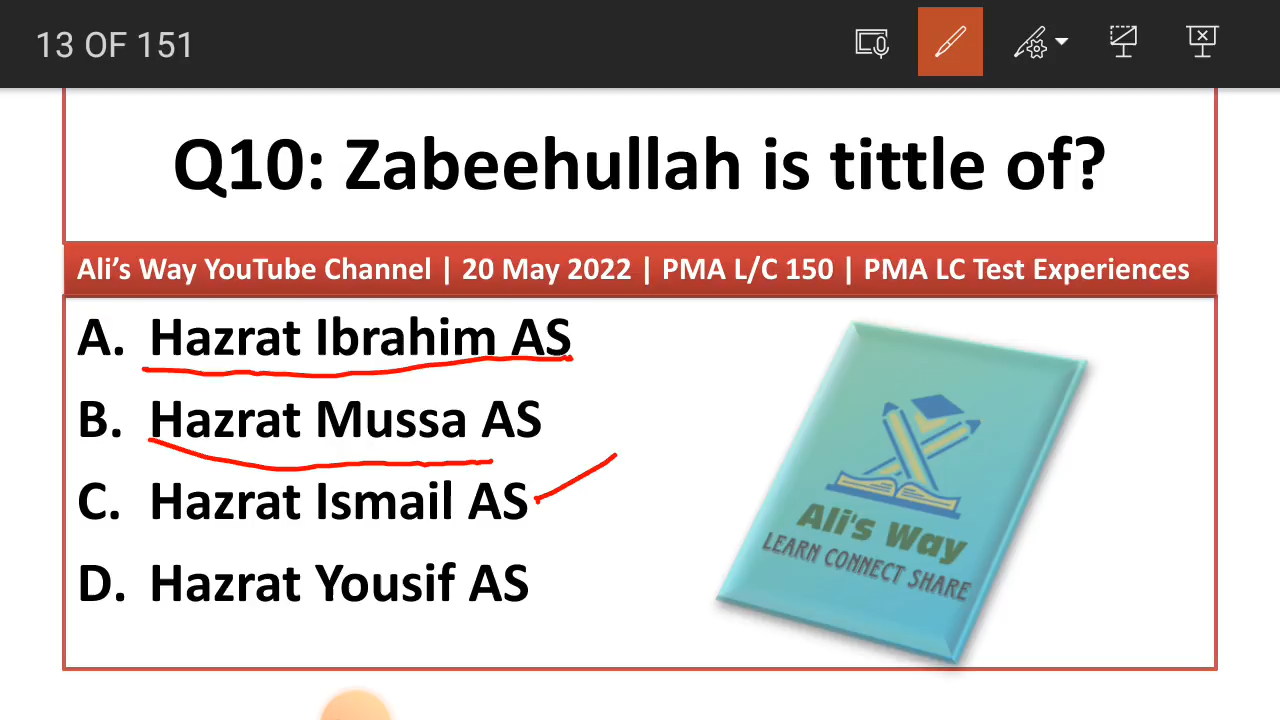 13 OF 151
Q10: Zabeehullah is tittle of?
Ali's Way YouTube Channel | 20 May 2022 | PMA L/C 150 | PMA LC Test Experiences
A. Hazrat Ibrahim AS
B. Hazrat Mussa AS
C. Hazrat Ismail AS
D. Hazrat Yousif AS
Ali's Way
LEARN CONNECT SHARE